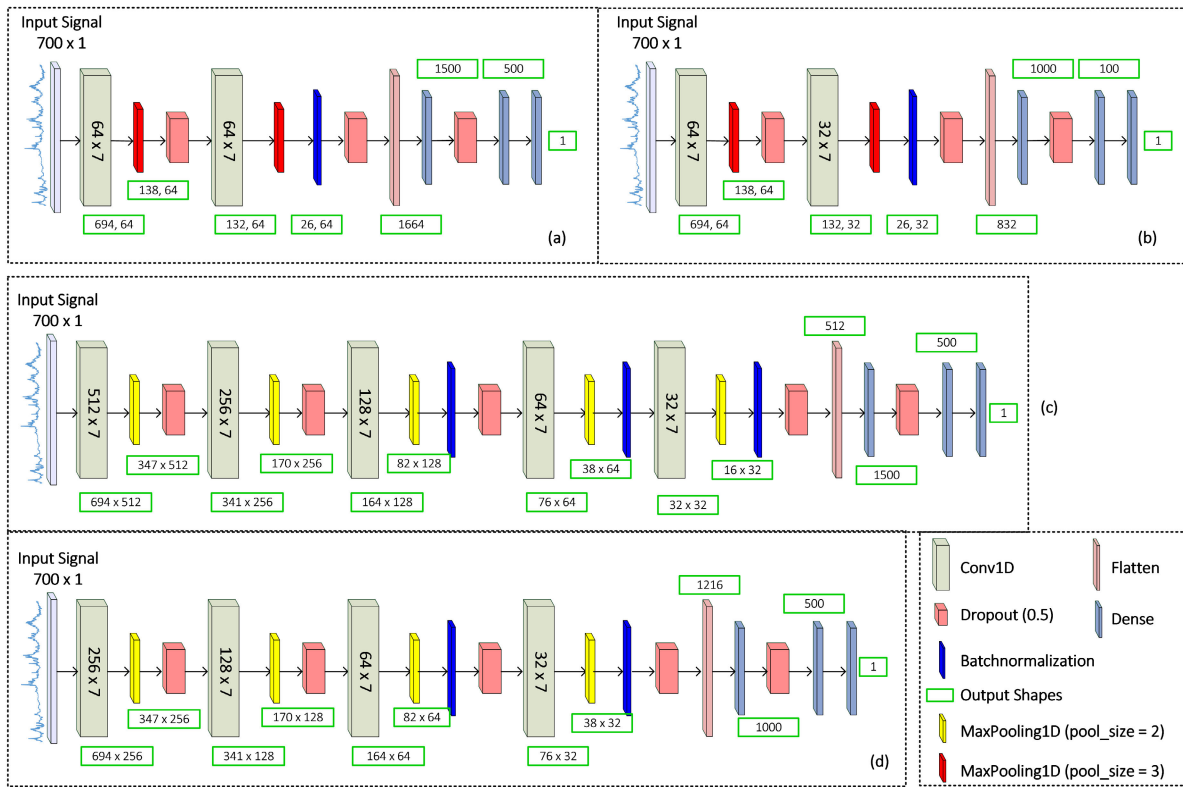 Input Signal
700 x 1
64 x 7
138, 64
694, 64
64 x 7
132, 64
26, 64
1664
1500
500
1
(a)
Input Signal
700 x 1
64 x 7
138, 64
694, 64
32 x 7
132, 32
26, 32
832
1000
100
1
(b)
Input Signal
700 x 1
512 x 7
347 x 512
694 x 512
256 x 7
170 x 256
341 x 256
128 x 7
82 x 128
164 x 128
64 x 7
38 x 64
76 x 64
32 x 7
16 x 32
32 x 32
512
1500
500
1
(c)
Input Signal
700 x 1
256 x 7
347 x 256
694 x 256
128 x 7
170 x 128
341 x 128
64 x 7
82 x 64
164 x 64
32 x 7
38 x 32
76 x 32
1216
1000
500
1
(d)
Conv1D
Flatten
Dropout (0.5)
Dense
Batchnormalization
Output Shapes
MaxPooling1D (pool_size = 2)
MaxPooling1D (pool_size = 3)